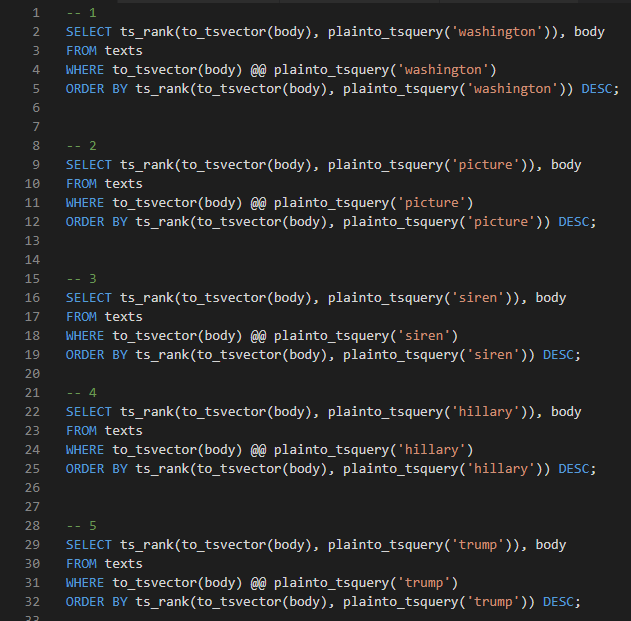 1 -- 1
2 SELECT ts_rank(to_tsvector(body), plainto_tsquery('washington')), body
3 FROM texts
4 WHERE to_tsvector(body) @@ plainto_tsquery('washington')
5 ORDER BY ts_rank(to_tsvector(body), plainto_tsquery('washington')) DESC;
6
7
8 -- 2
9 SELECT ts_rank(to_tsvector(body), plainto_tsquery('picture')), body
10 FROM texts
11 WHERE to_tsvector(body) @@ plainto_tsquery('picture')
12 ORDER BY ts_rank(to_tsvector(body), plainto_tsquery('picture')) DESC;
13
14
15 -- 3
16 SELECT ts_rank(to_tsvector(body), plainto_tsquery('siren')), body
17 FROM texts
18 WHERE to_tsvector(body) @@ plainto_tsquery('siren')
19 ORDER BY ts_rank(to_tsvector(body), plainto_tsquery('siren')) DESC;
20
21 -- 4
22 SELECT ts_rank(to_tsvector(body), plainto_tsquery('hillary')), body
23 FROM texts
24 WHERE to_tsvector(body) @@ plainto_tsquery('hillary')
25 ORDER BY ts_rank(to_tsvector(body), plainto_tsquery('hillary')) DESC;
26
27
28 -- 5
29 SELECT ts_rank(to_tsvector(body), plainto_tsquery('trump')), body
30 FROM texts
31 WHERE to_tsvector(body) @@ plainto_tsquery('trump')
32 ORDER BY ts_rank(to_tsvector(body), plainto_tsquery('trump')) DESC;
33